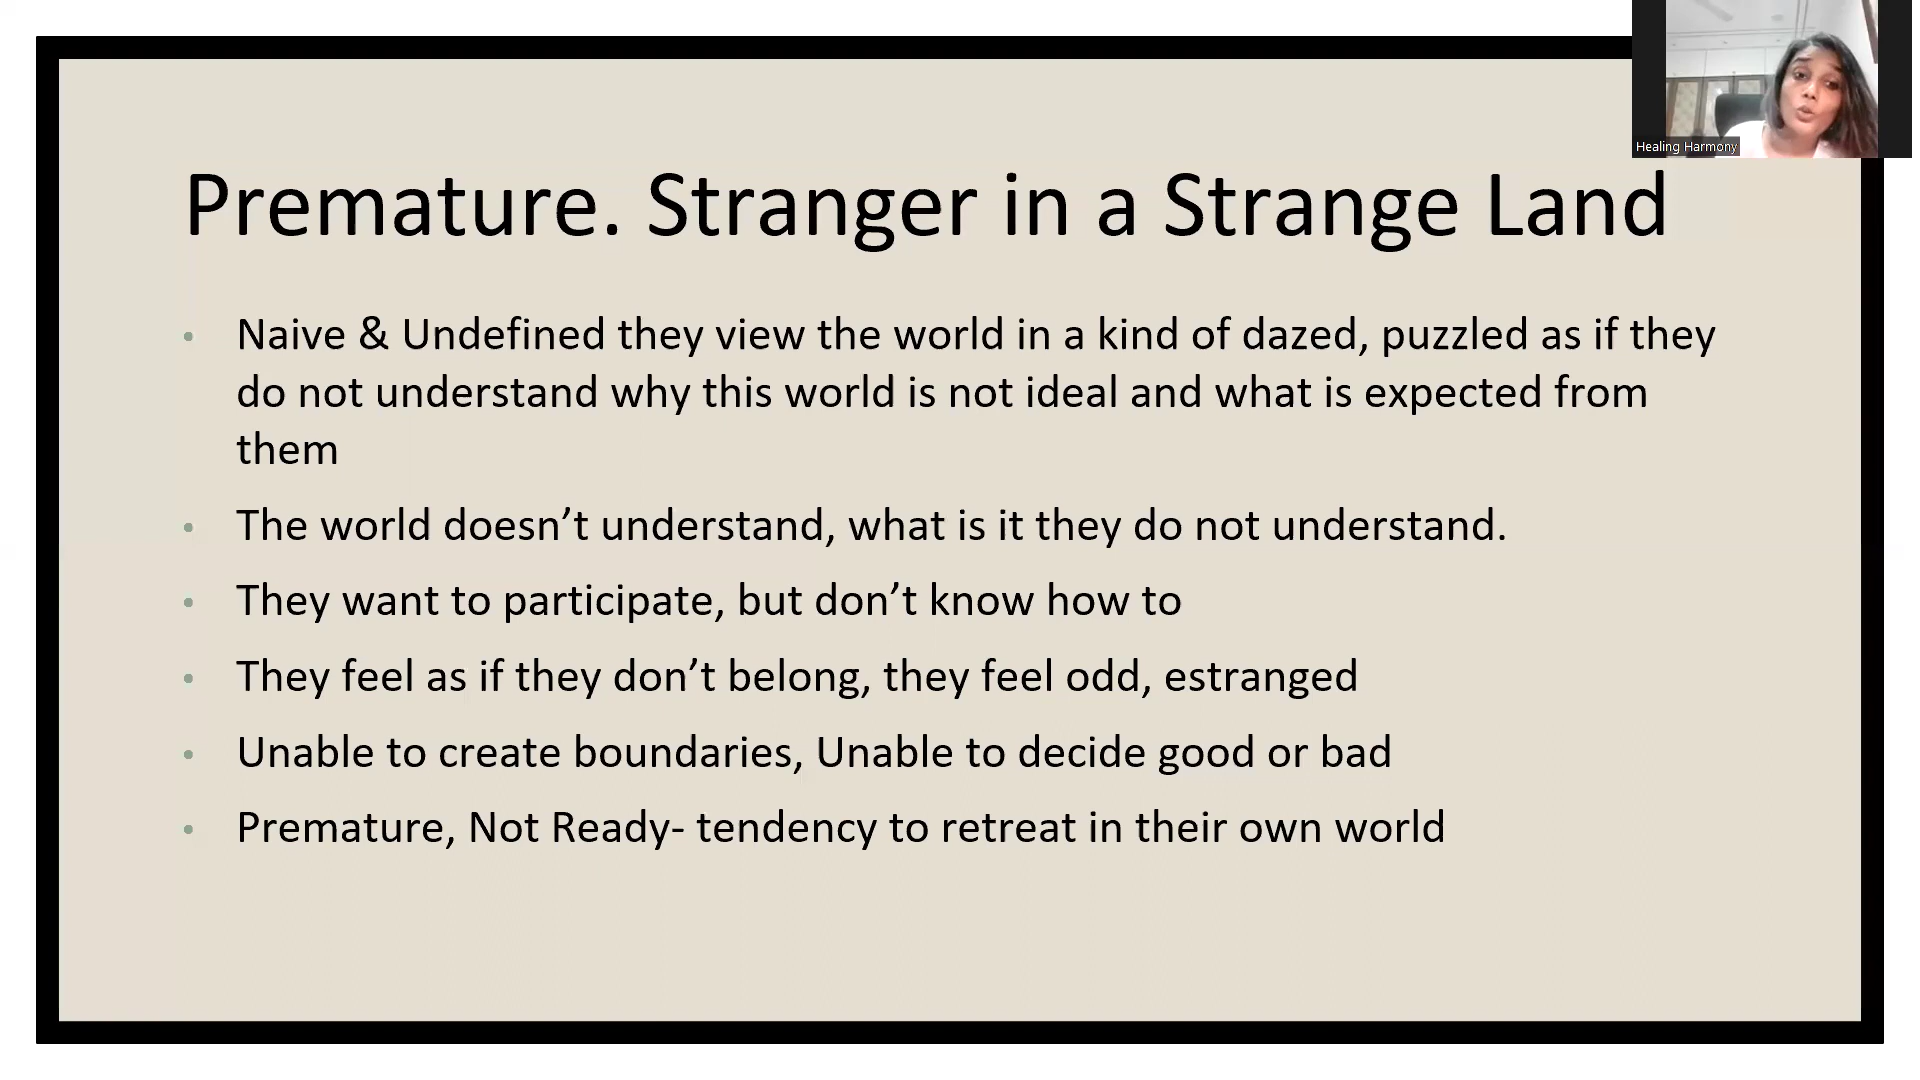 Healing Harmony
Premature. Stranger in a Strange Land
• Naive & Undefined they view the world in a kind of dazed, puzzled as if they
do not understand why this world is not ideal and what is expected from
them
• The world doesn’t understand, what is it they do not understand.
• They want to participate, but don’t know how to
• They feel as if they don’t belong, they feel odd, estranged
• Unable to create boundaries, Unable to decide good or bad
• Premature, Not Ready- tendency to retreat in their own world